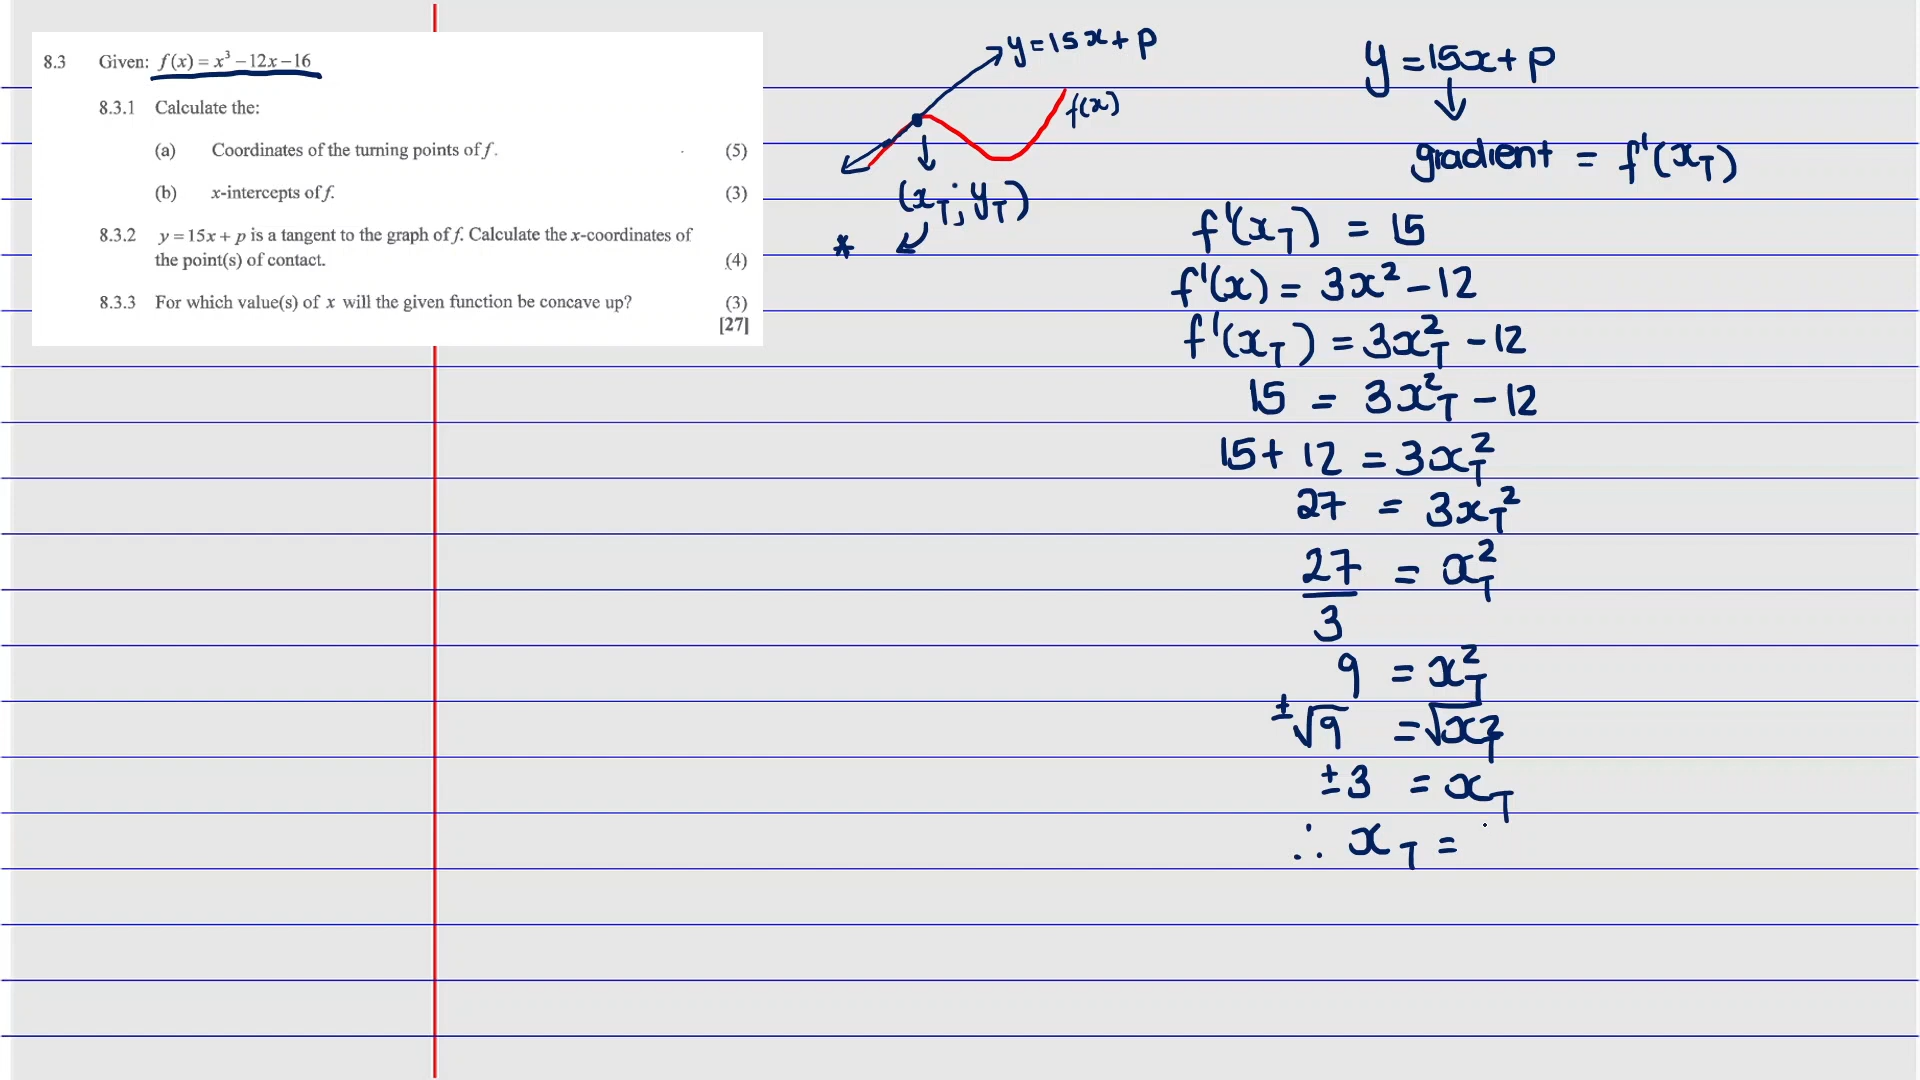 8.3 Given: f(x) = x³ – 12x – 16
8.3.1 Calculate the:
(a) Coordinates of the turning points of f. (5)
(b) x-intercepts of f. (3)
8.3.2 y = 15x + p is a tangent to the graph of f. Calculate the x-coordinates of
the point(s) of contact. (4)
8.3.3 For which value(s) of x will the given function be concave up? (3)
[27]
y = 15x + p
f(x)
(x_T ; y_T)
*
y = 15x + p
gradient = f'(x_T)
f'(x_T) = 15
f'(x) = 3x² – 12
f'(x_T) = 3x_T² – 12
15 = 3x_T² – 12
15 + 12 = 3x_T²
27 = 3x_T²
27/3 = x_T²
9 = x_T²
±√9 = √x_T²
±3 = x_T
∴ x_T =